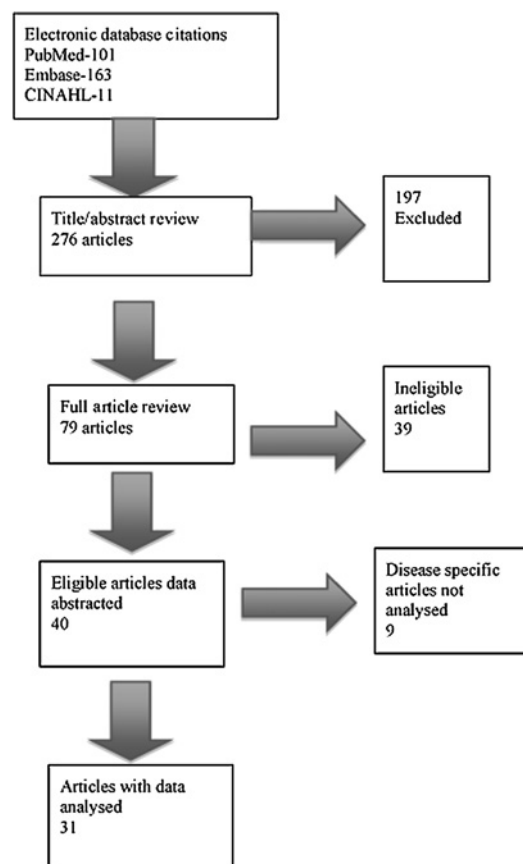 Electronic database citations
PubMed-101
Embase-163
CINAHL-11
Title/abstract review
276 articles
197
Excluded
Full article review
79 articles
Ineligible
articles
39
Eligible articles data
abstracted
40
Disease specific
articles not
analysed
9
Articles with data
analysed
31